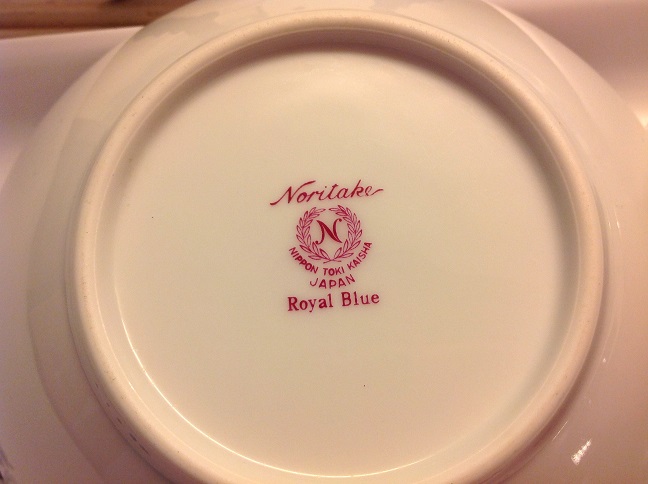 Noritake
N
NIPPON TOKI KAISHA
JAPAN
Royal Blue